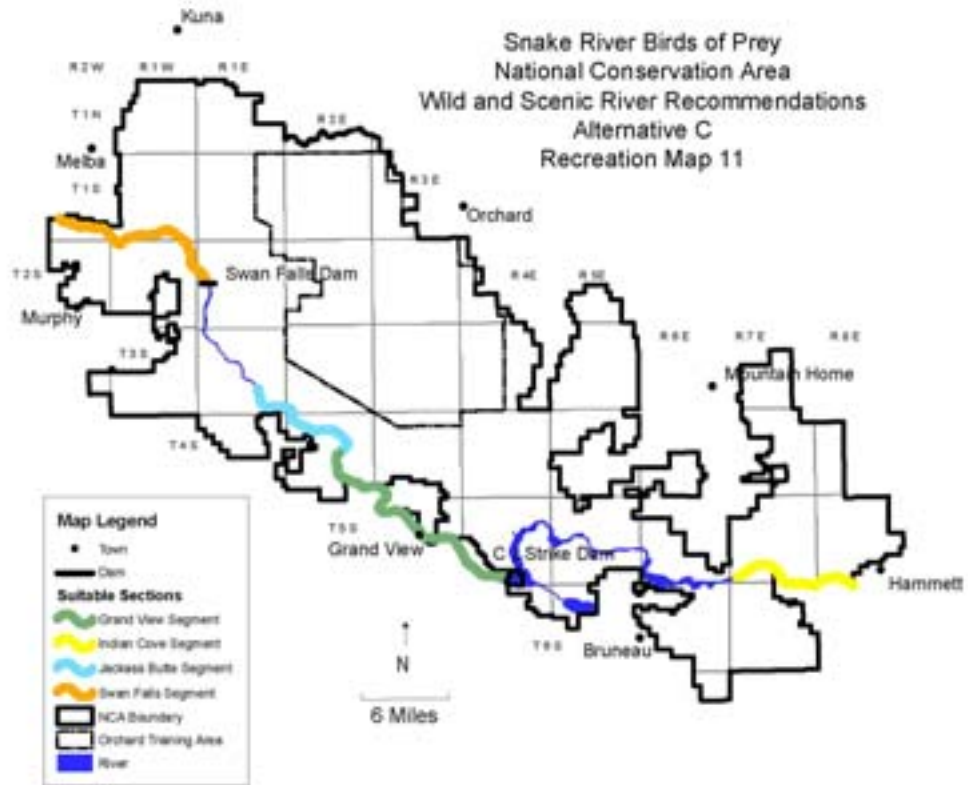 Kuna
Snake River Birds of Prey
National Conservation Area
Wild and Scenic River Recommendations
Alternative C
Recreation Map 11
R2W
R1W
R1E
T1N
R2E
Melba
T1S
R3E
Orchard
T2S
Swan Falls Dam
R4E
R5E
Murphy
T3S
R6E
R7E
R8E
Mountain Home
T4S
Map Legend
Town
Dam
Suitable Sections
Grand View Segment
Indian Cove Segment
Jackass Butte Segment
Swan Falls Segment
NCA Boundary
Orchard Training Area
River
T5S
Grand View
C Strike Dam
Hammett
T6S
Bruneau
N
6 Miles